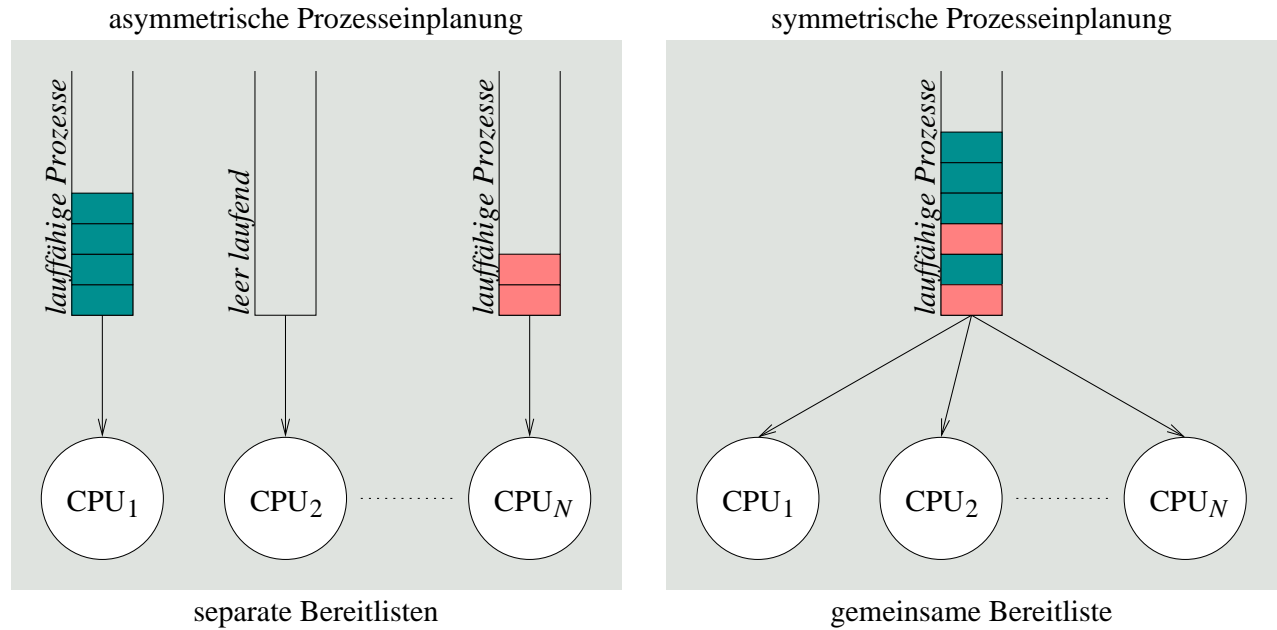 asymmetrische Prozesseinplanung
lauffähige Prozesse
leer laufend
lauffähige Prozesse
CPU1
CPU2
CPUN
separate Bereitlisten
symmetrische Prozesseinplanung
lauffähige Prozesse
CPU1
CPU2
CPUN
gemeinsame Bereitliste